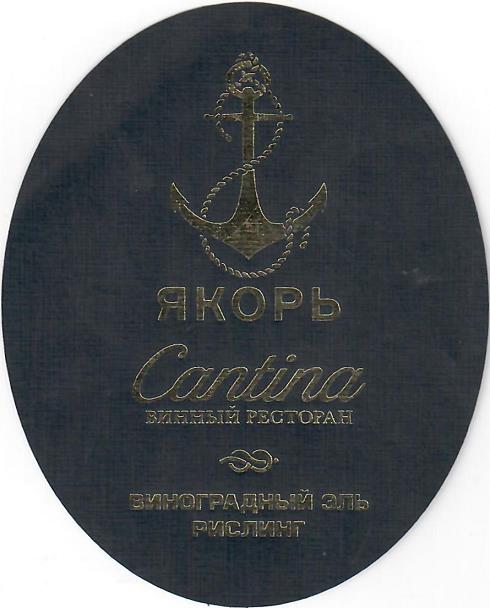 ЯКОРЬ
Cantina
ВИННЫЙ РЕСТОРАН
ВИНОГРАДНЫЙ ЭЛЬ
РИСЛИНГ